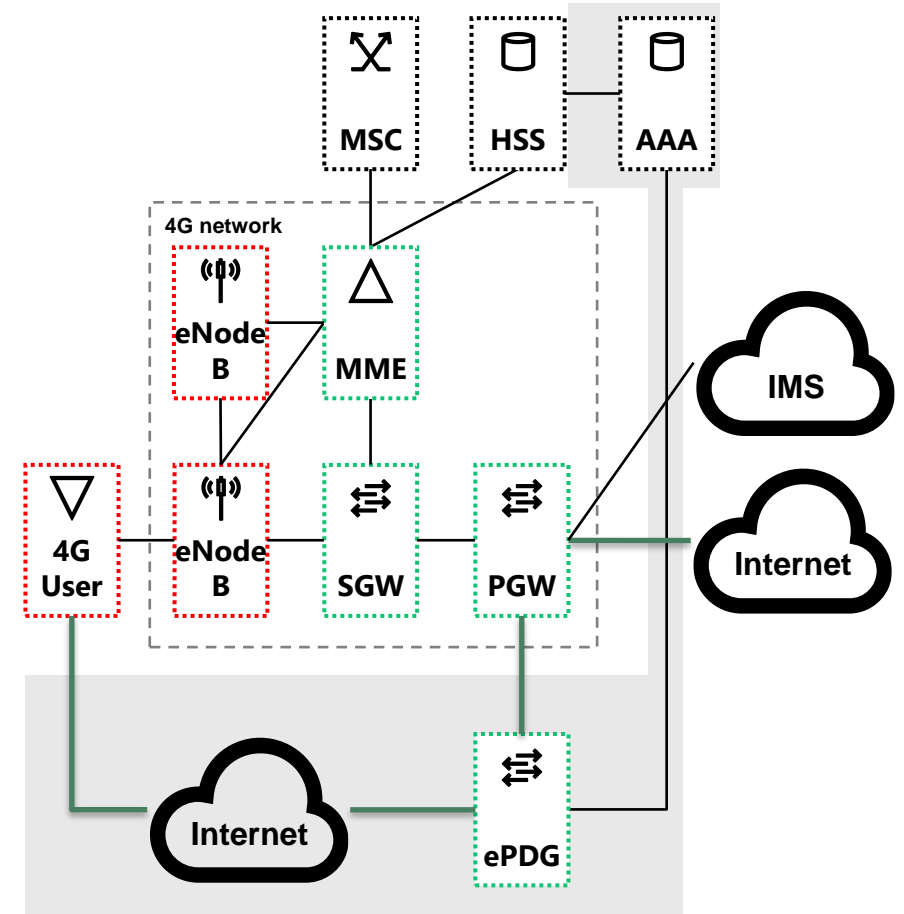 MSC
HSS
AAA
4G network
eNode
B
MME
IMS
4G
User
eNode
B
SGW
PGW
Internet
Internet
ePDG